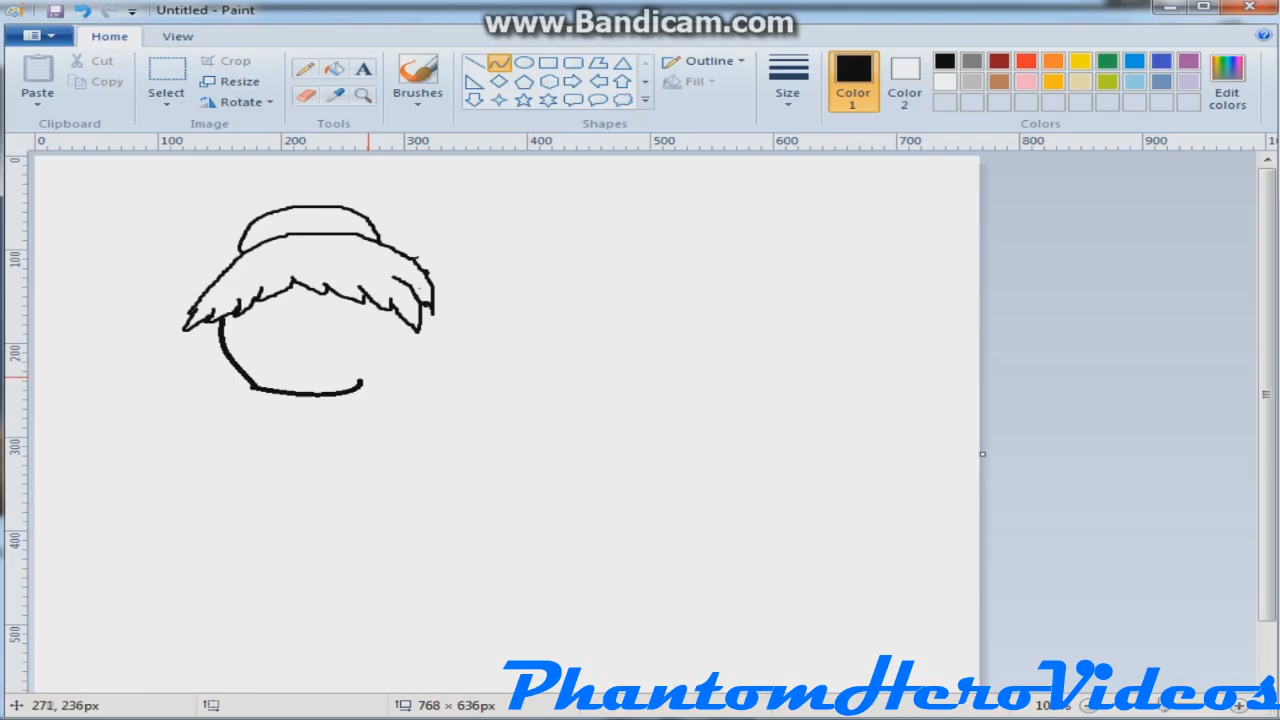 Untitled - Paint
www.Bandicam.com
Home View
Paste Cut Copy Clipboard
Select Crop Resize Rotate Image
Tools
Brushes
Outline Fill Shapes
Size
Color 1 Color 2 Edit colors Colors
0 100 200 300 400 500 600 700 800 900
0
100
200
300
400
500
271, 236px 768 × 636px
PhantomHeroVideos